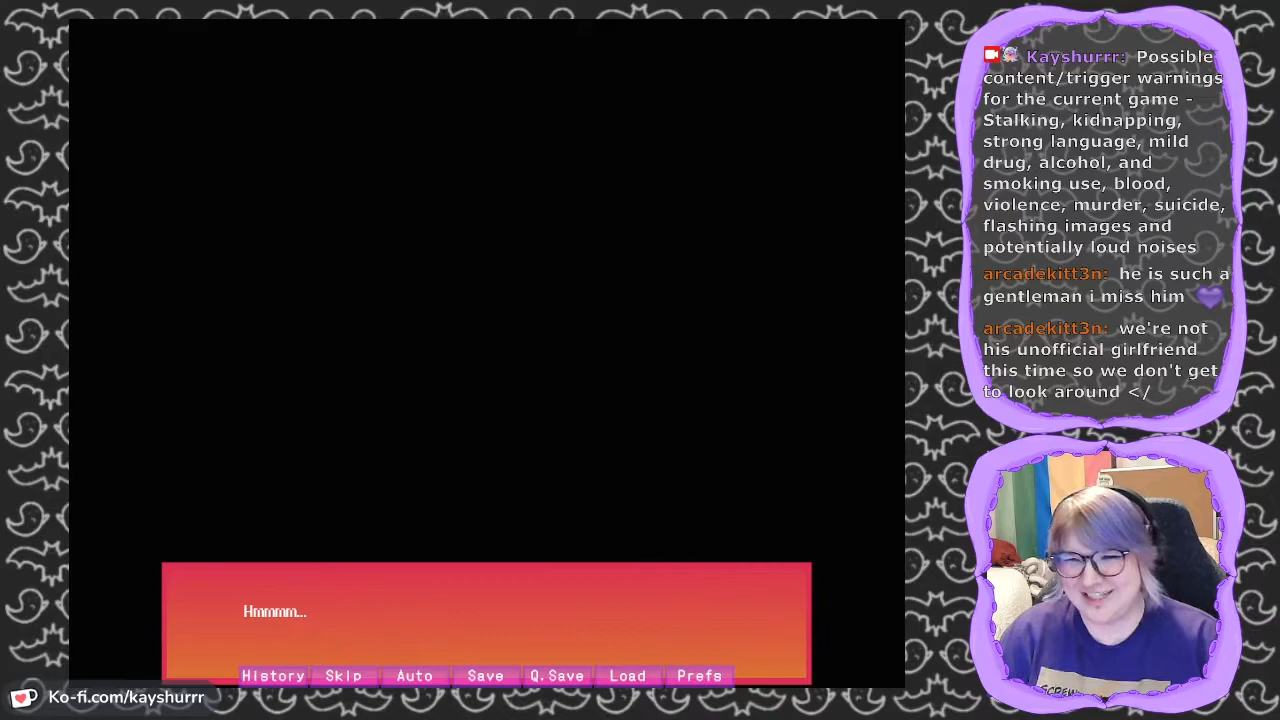 Kayshurrr: Possible
content/trigger warnings
for the current game -
Stalking, kidnapping,
strong language, mild
drug, alcohol, and
smoking use, blood,
violence, murder, suicide,
flashing images and
potentially loud noises
arcadekitt3n: he is such a
gentleman i miss him
arcadekitt3n: we're not
his unofficial girlfriend
this time so we don't get
to look around </
Hmmmm...
History Skip Auto Save Q.Save Load Prefs
Ko-fi.com/kayshurrr
SCREW